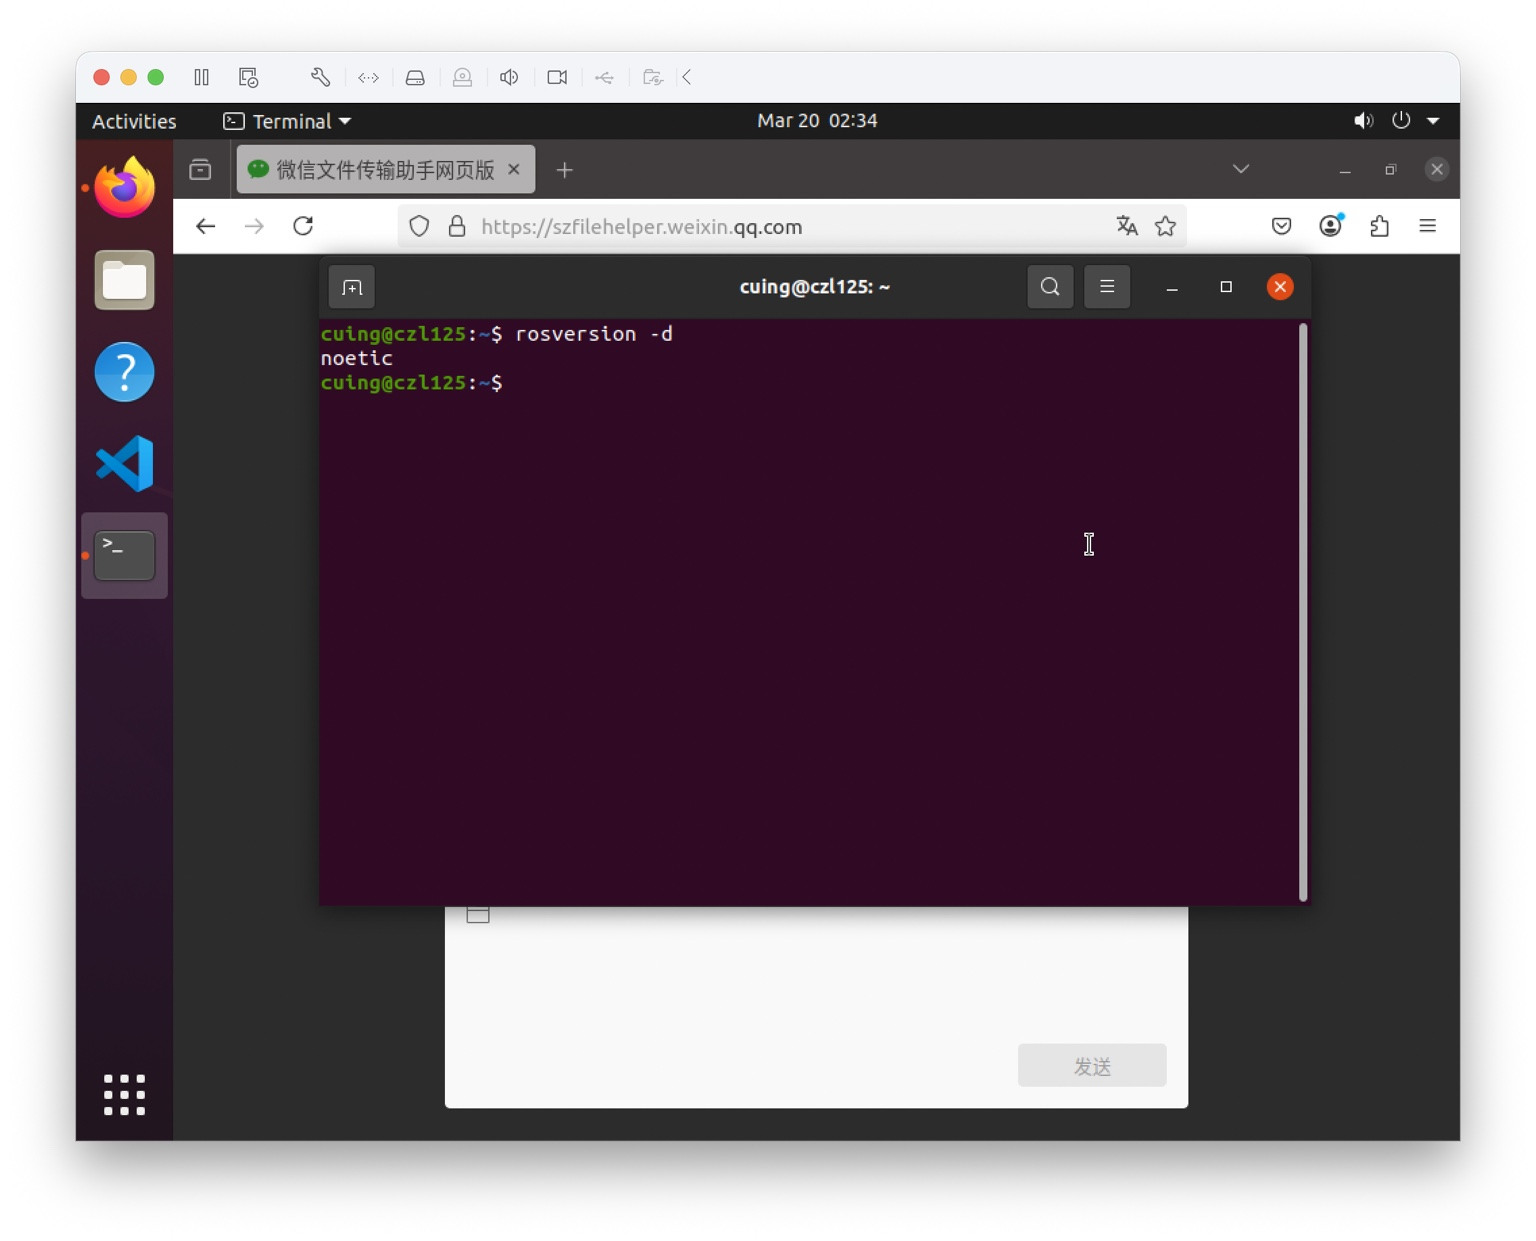 Activities Terminal Mar 20 02:34
微信文件传输助手网页版
https://szfilehelper.weixin.qq.com
cuing@czl125: ~
cuing@czl125:~$ rosversion -d
noetic
cuing@czl125:~$
发送